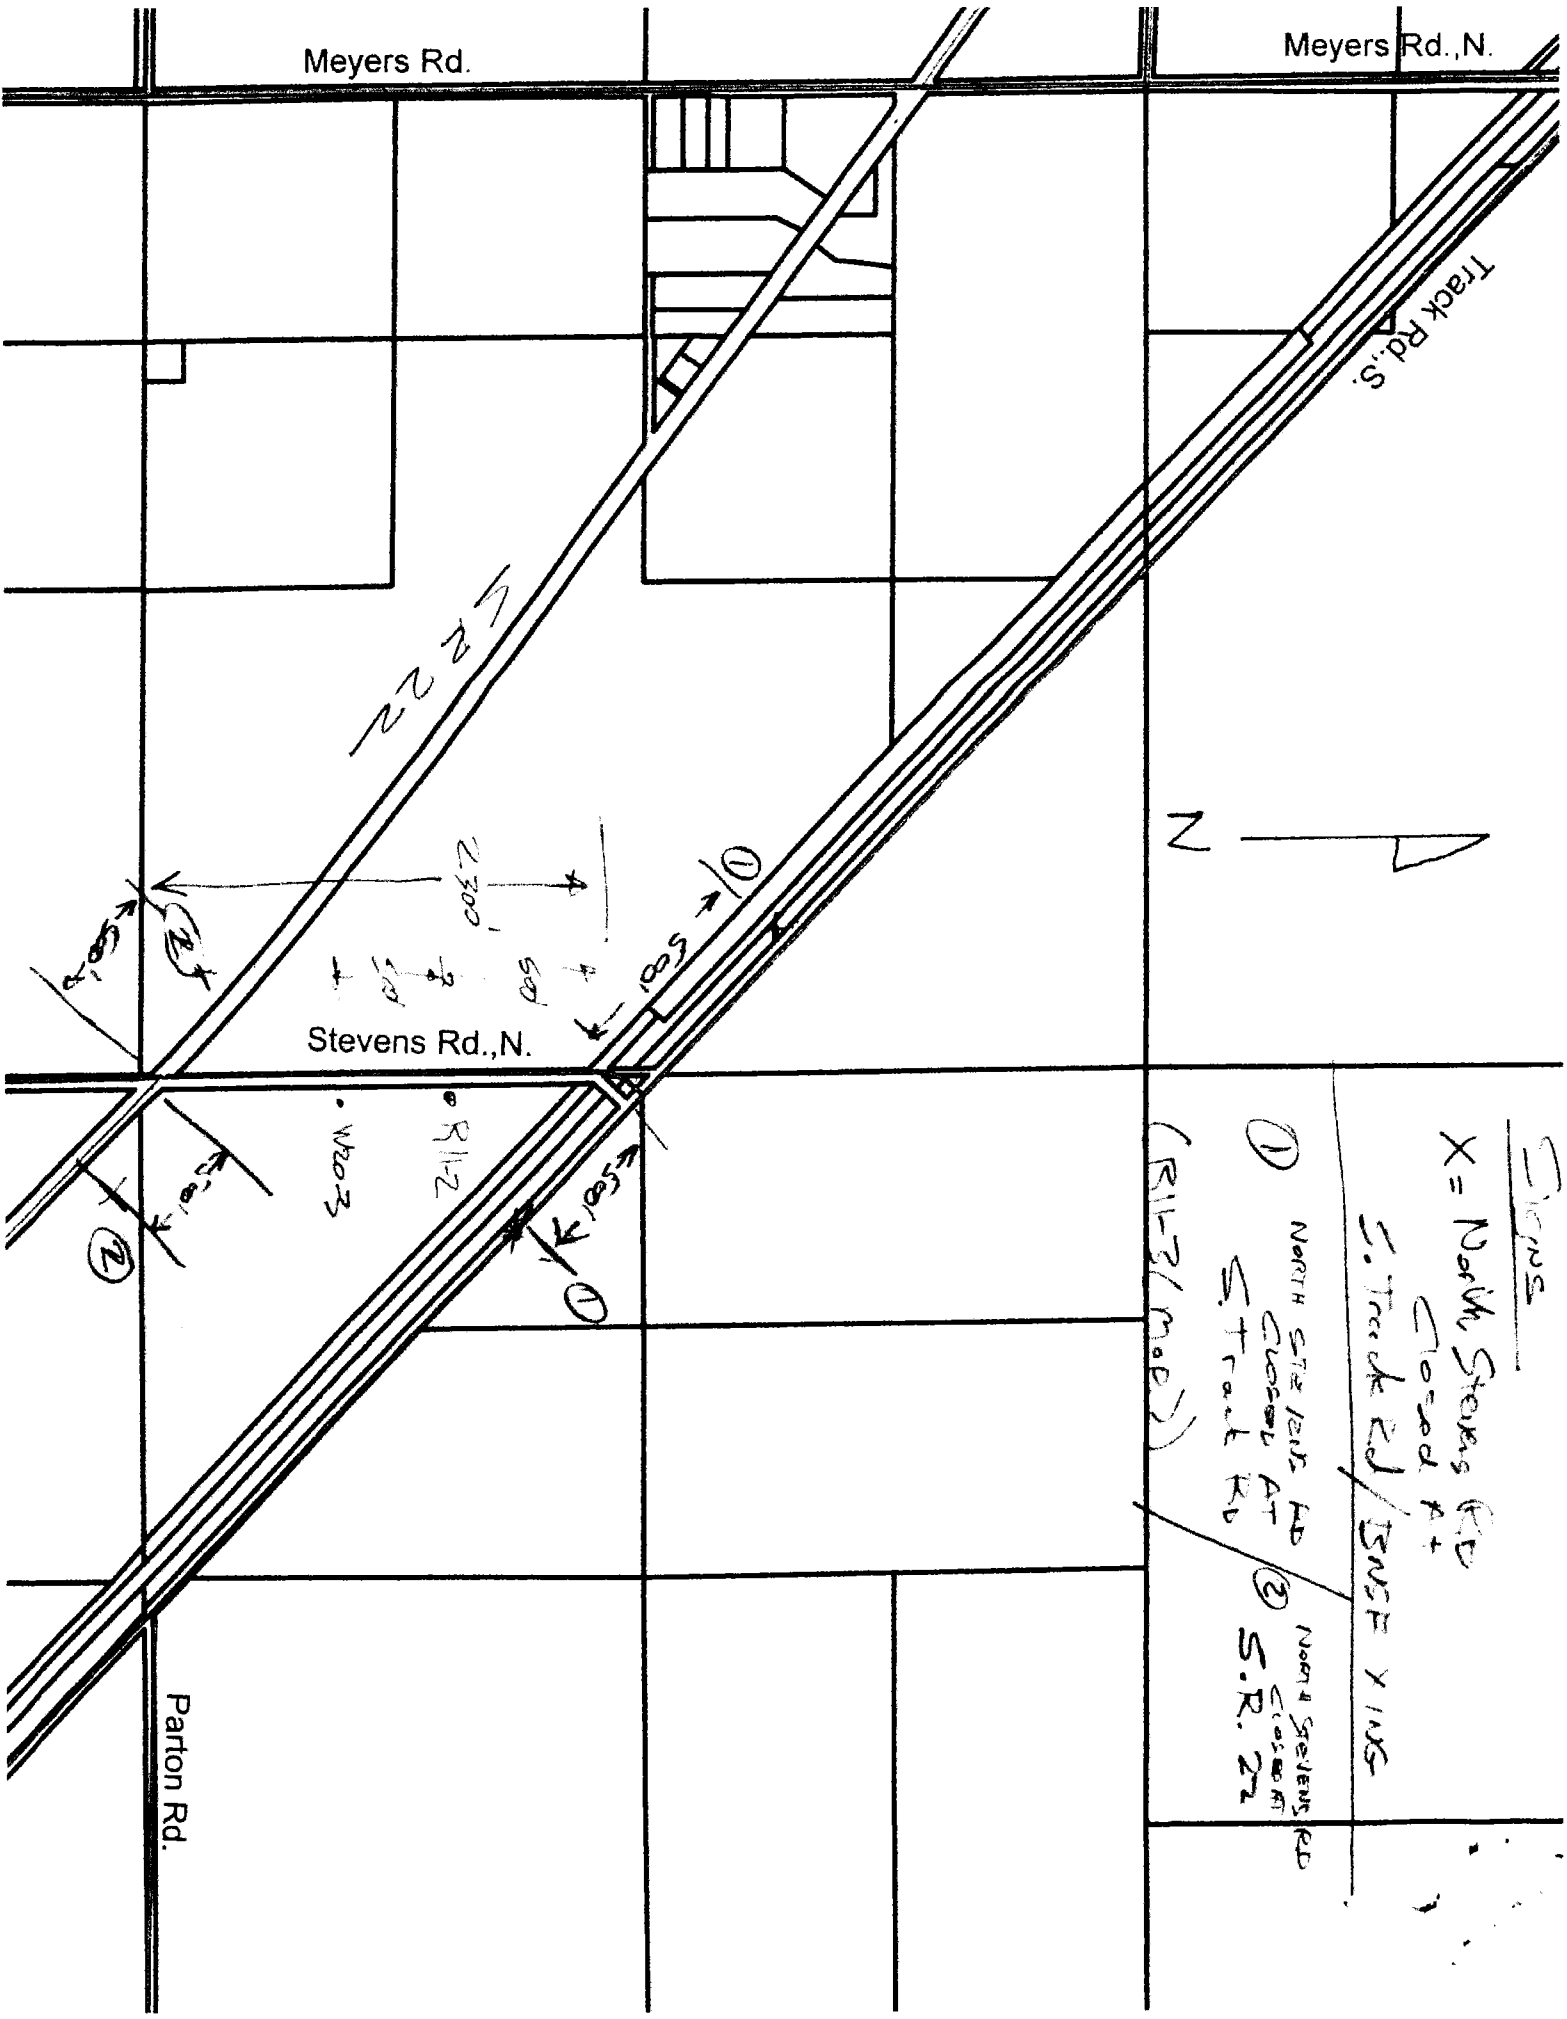 Meyers Rd.
Meyers Rd.,N.
Track Rd.,S.
SR 22
N
①
500'
2300'
500
500
②
500'
Stevens Rd.,N.
• R11-2
• W20-3
500'
①
500'
②
Parton Rd.
SIGNS
X = North Stevens RD
Closed At
S. Track Rd / BNSF XING
① NORTH STEVENS RD
CLOSED AT
S. Track RD
(R11-3(mod))
② NORTH STEVENS RD
CLOSED AT
S.R. 22